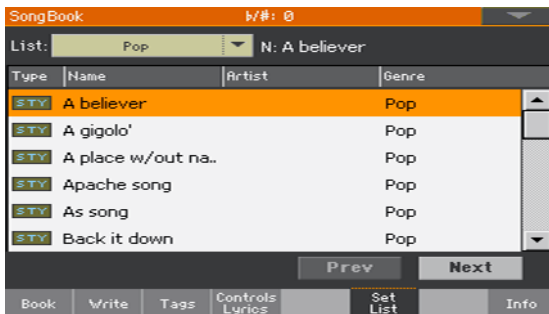 SongBook b/#: 0
List: Pop N: A believer
Type Name Artist Genre
STY A believer Pop
STY A gigolo' Pop
STY A place w/out na.. Pop
STY Apache song Pop
STY As song Pop
STY Back it down Pop
Prev Next
Book Write Tags Controls Lyrics Set List Info